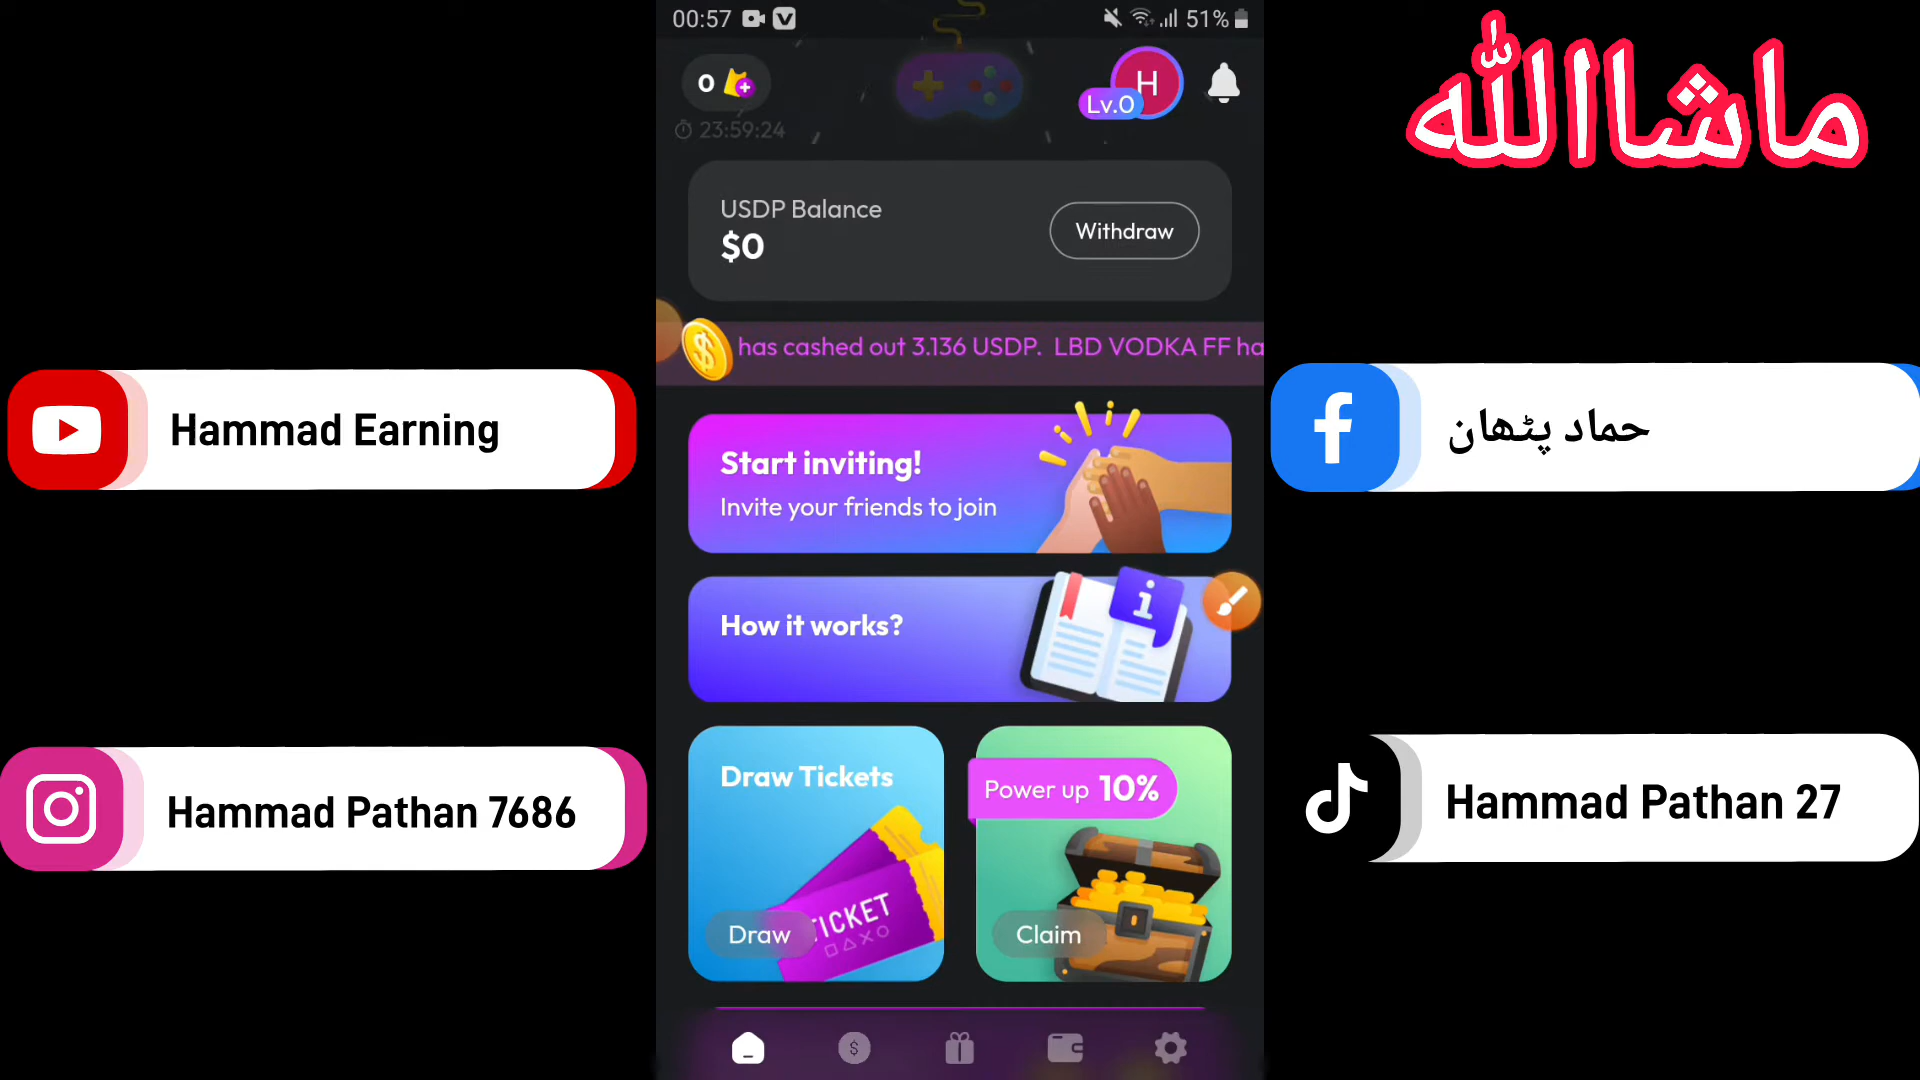 00:57
51%
ماشاالله
0
H
Lv.0
23:59:24
USDP Balance
$0
Withdraw
has cashed out 3.136 USDP. LBD VODKA FF ha
Start inviting!
Invite your friends to join
How it works?
i
Draw Tickets
TICKET
Draw
Power up 10%
Claim
Hammad Earning
حماد پٹھان
Hammad Pathan 7686
Hammad Pathan 27